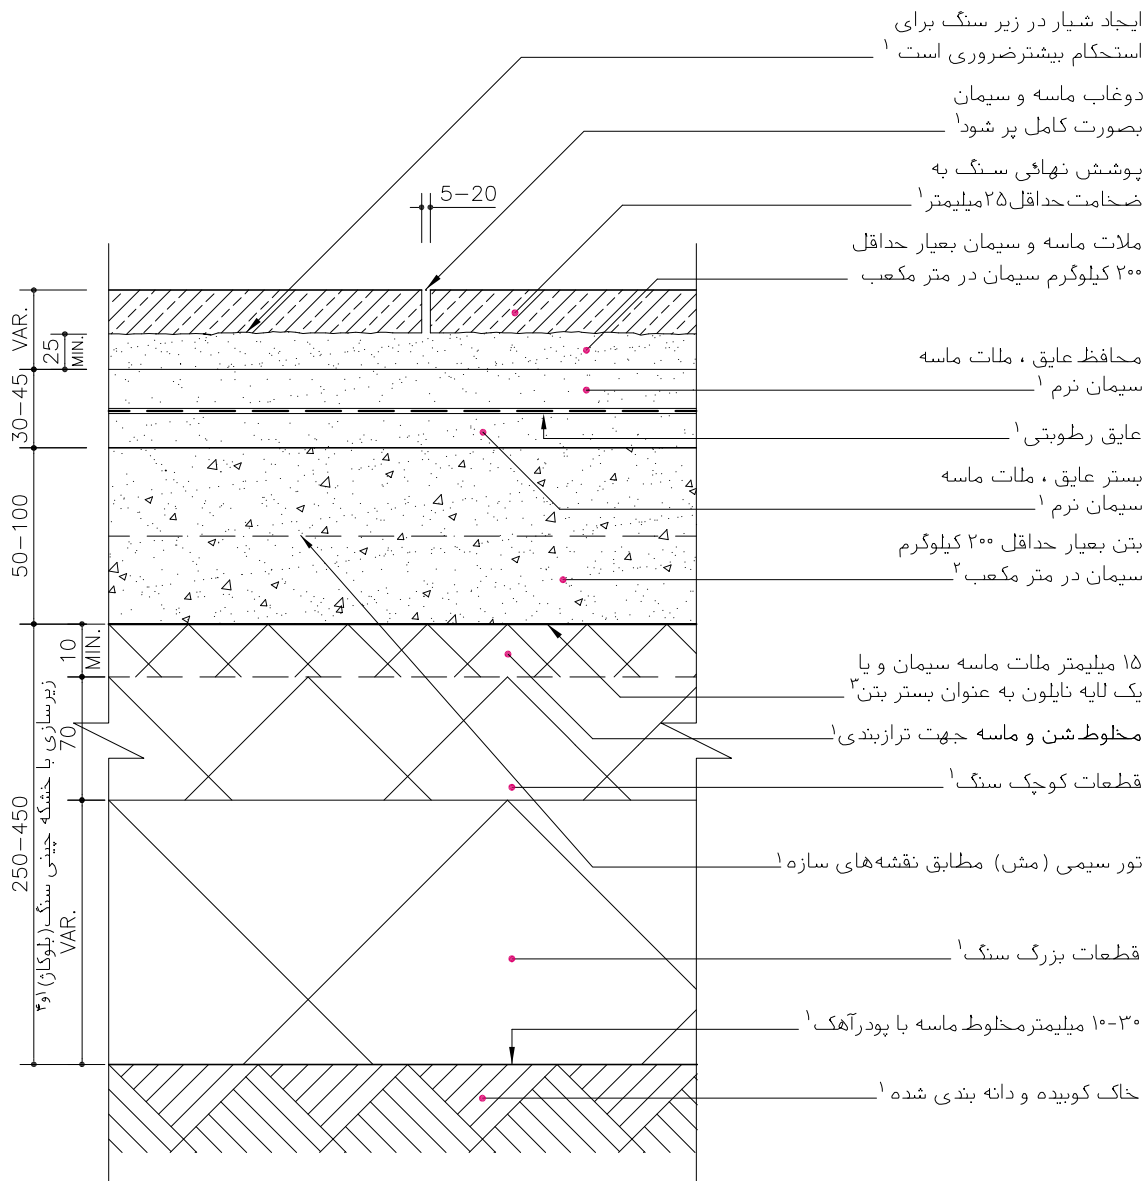 ایجاد شیار در زیر سنگ برای
استحکام بیشترضروری است ۱
دوغاب ماسه و سیمان
بصورت کامل پر شود۱
پوشش نهائی سنگ به
ضخامت حداقل۲۵میلیمتر۱
ملات ماسه و سیمان بعیار حداقل
۲۰۰ کیلوگرم سیمان در متر مکعب
محافظ عایق ، ملات ماسه
سیمان نرم ۱
عایق رطوبتی۱
بستر عایق ، ملات ماسه
سیمان نرم ۱
بتن بعیار حداقل ۲۰۰ کیلوگرم
سیمان در متر مکعب۲
۱۵ میلیمتر ملات ماسه سیمان و یا
یک لایه نایلون به عنوان بستر بتن۳
مخلوط شن و ماسه جهت ترازبندی۱
قطعات کوچک سنگ۱
تور سیمی (مش) مطابق نقشه‌های سازه۱
قطعات بزرگ سنگ۱
۱۰-۳۰ میلیمترمخلوط ماسه با پودرآهک۱
خاک کوبیده و دانه بندی شده۱
5-20
VAR.
25
MIN.
30-45
50-100
10
MIN.
70
250-450
VAR.
زیرسازی با خشکه چینی سنگ(بلوکاژ)۱و۴